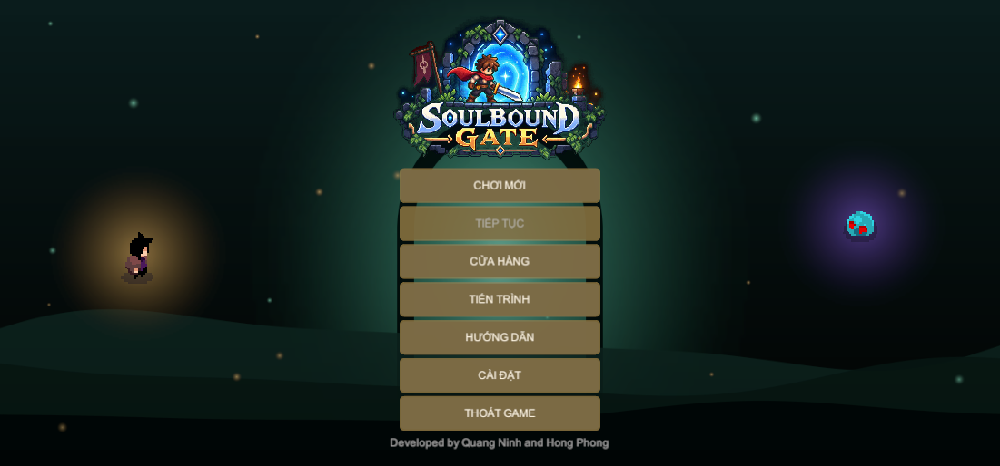 SOULBOUND
GATE
CHƠI MỚI
TIẾP TỤC
CỬA HÀNG
TIẾN TRÌNH
HƯỚNG DẪN
CÀI ĐẶT
THOÁT GAME
Developed by Quang Ninh and Hong Phong